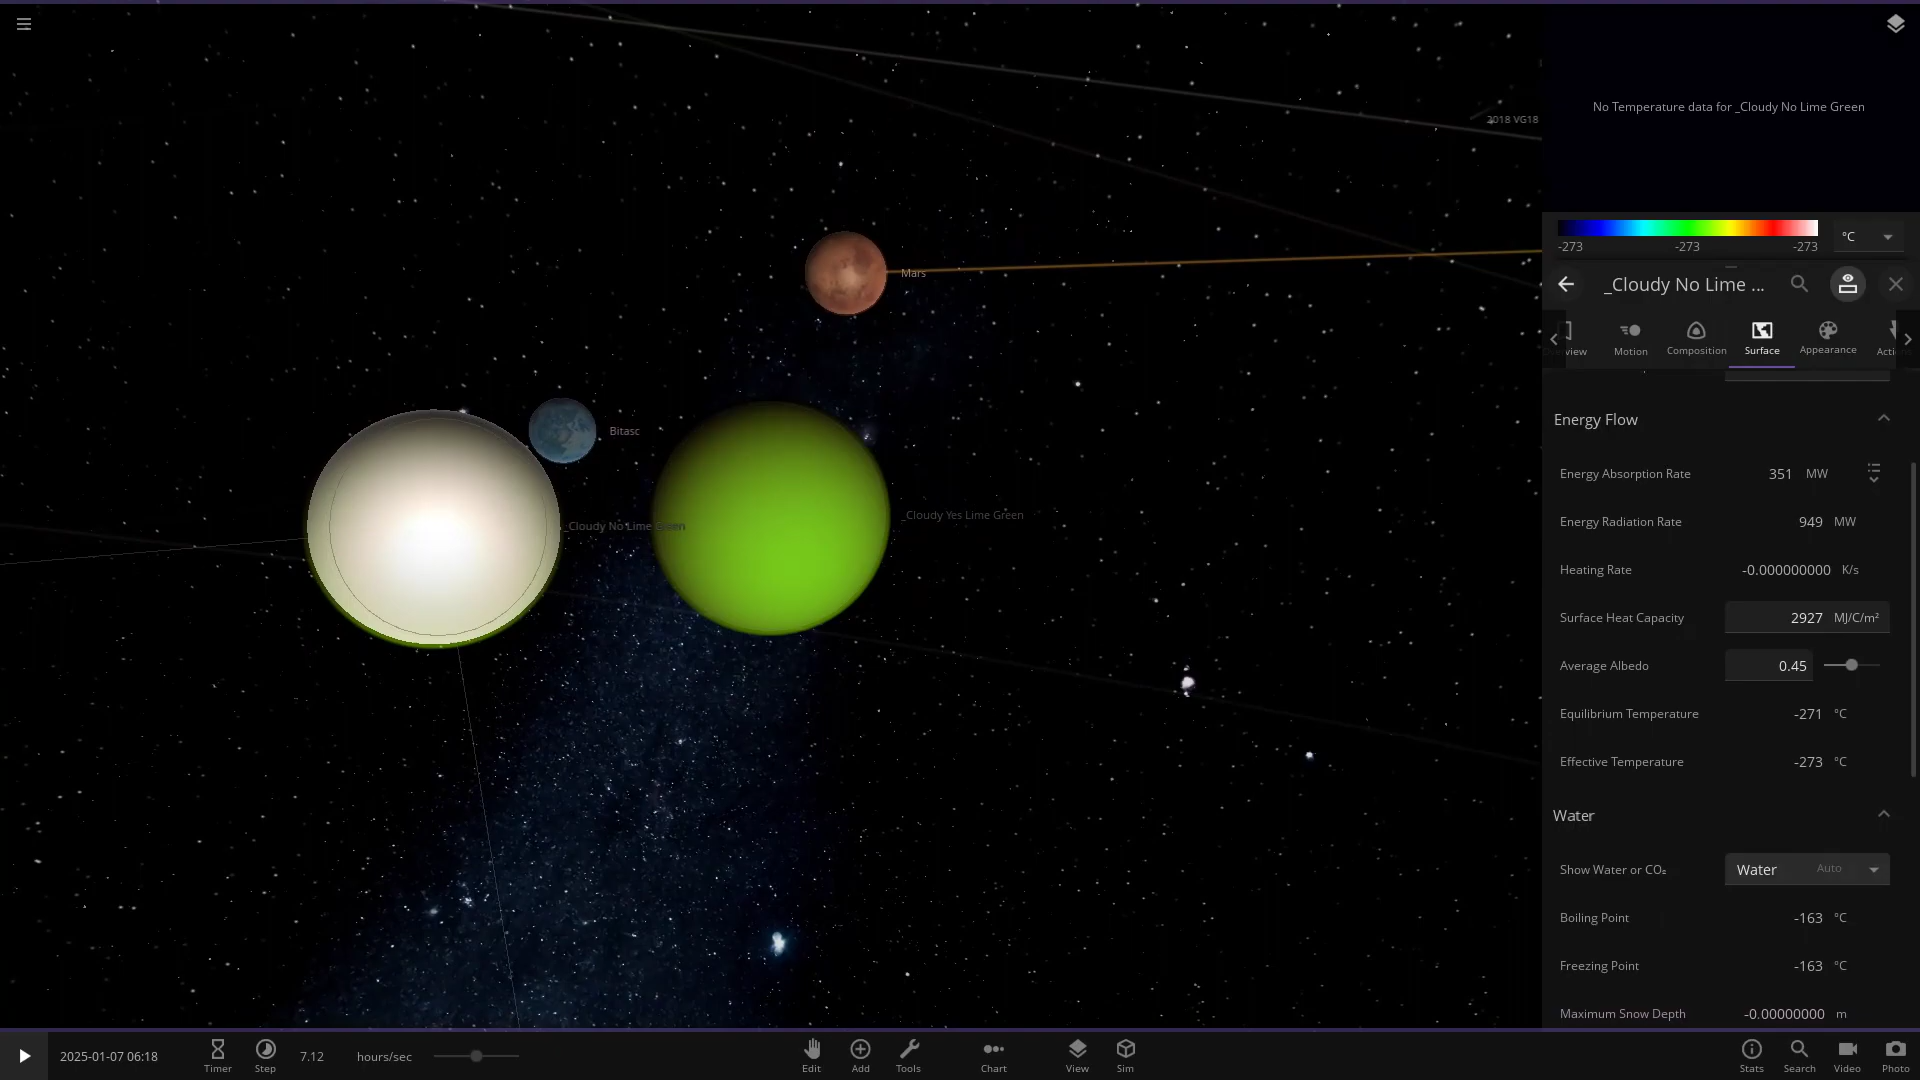 No Temperature data for _Cloudy No Lime Green
2018 VG18
-273 -273 -273
°C
_Cloudy No Lime ...
Motion Composition Surface Appearance
Mars
Bitasc
_Cloudy No Lime Green
_Cloudy Yes Lime Green
Energy Flow
Energy Absorption Rate 351 MW
Energy Radiation Rate 949 MW
Heating Rate -0.000000000 K/s
Surface Heat Capacity 2927 MJ/C/m²
Average Albedo 0.45
Equilibrium Temperature -271 °C
Effective Temperature -273 °C
Water
Show Water or CO₂ Water Auto
Boiling Point -163 °C
Freezing Point -163 °C
Maximum Snow Depth -0.00000000 m
2025-01-07 06:18
Timer
Step
7.12 hours/sec
Edit
Add
Tools
Chart
View
Sim
Stats
Search
Video
Photo